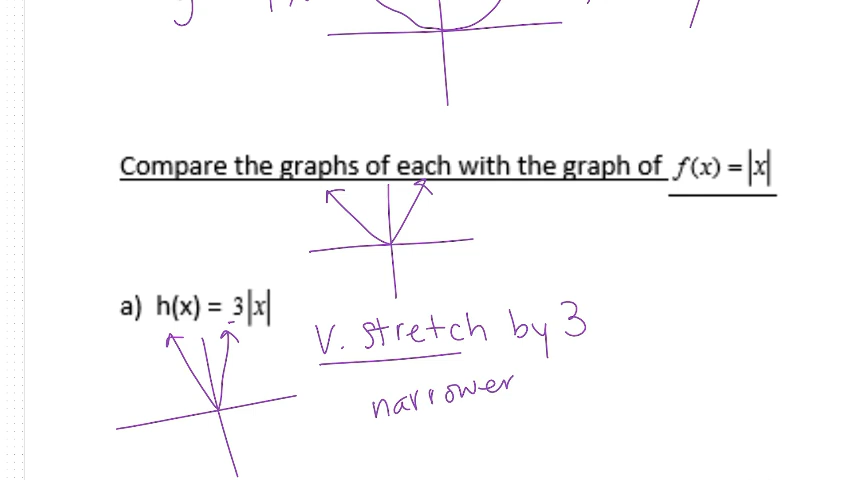 Compare the graphs of each with the graph of f(x) = |x|
a) h(x) = 3|x|
V. stretch by 3
narrower